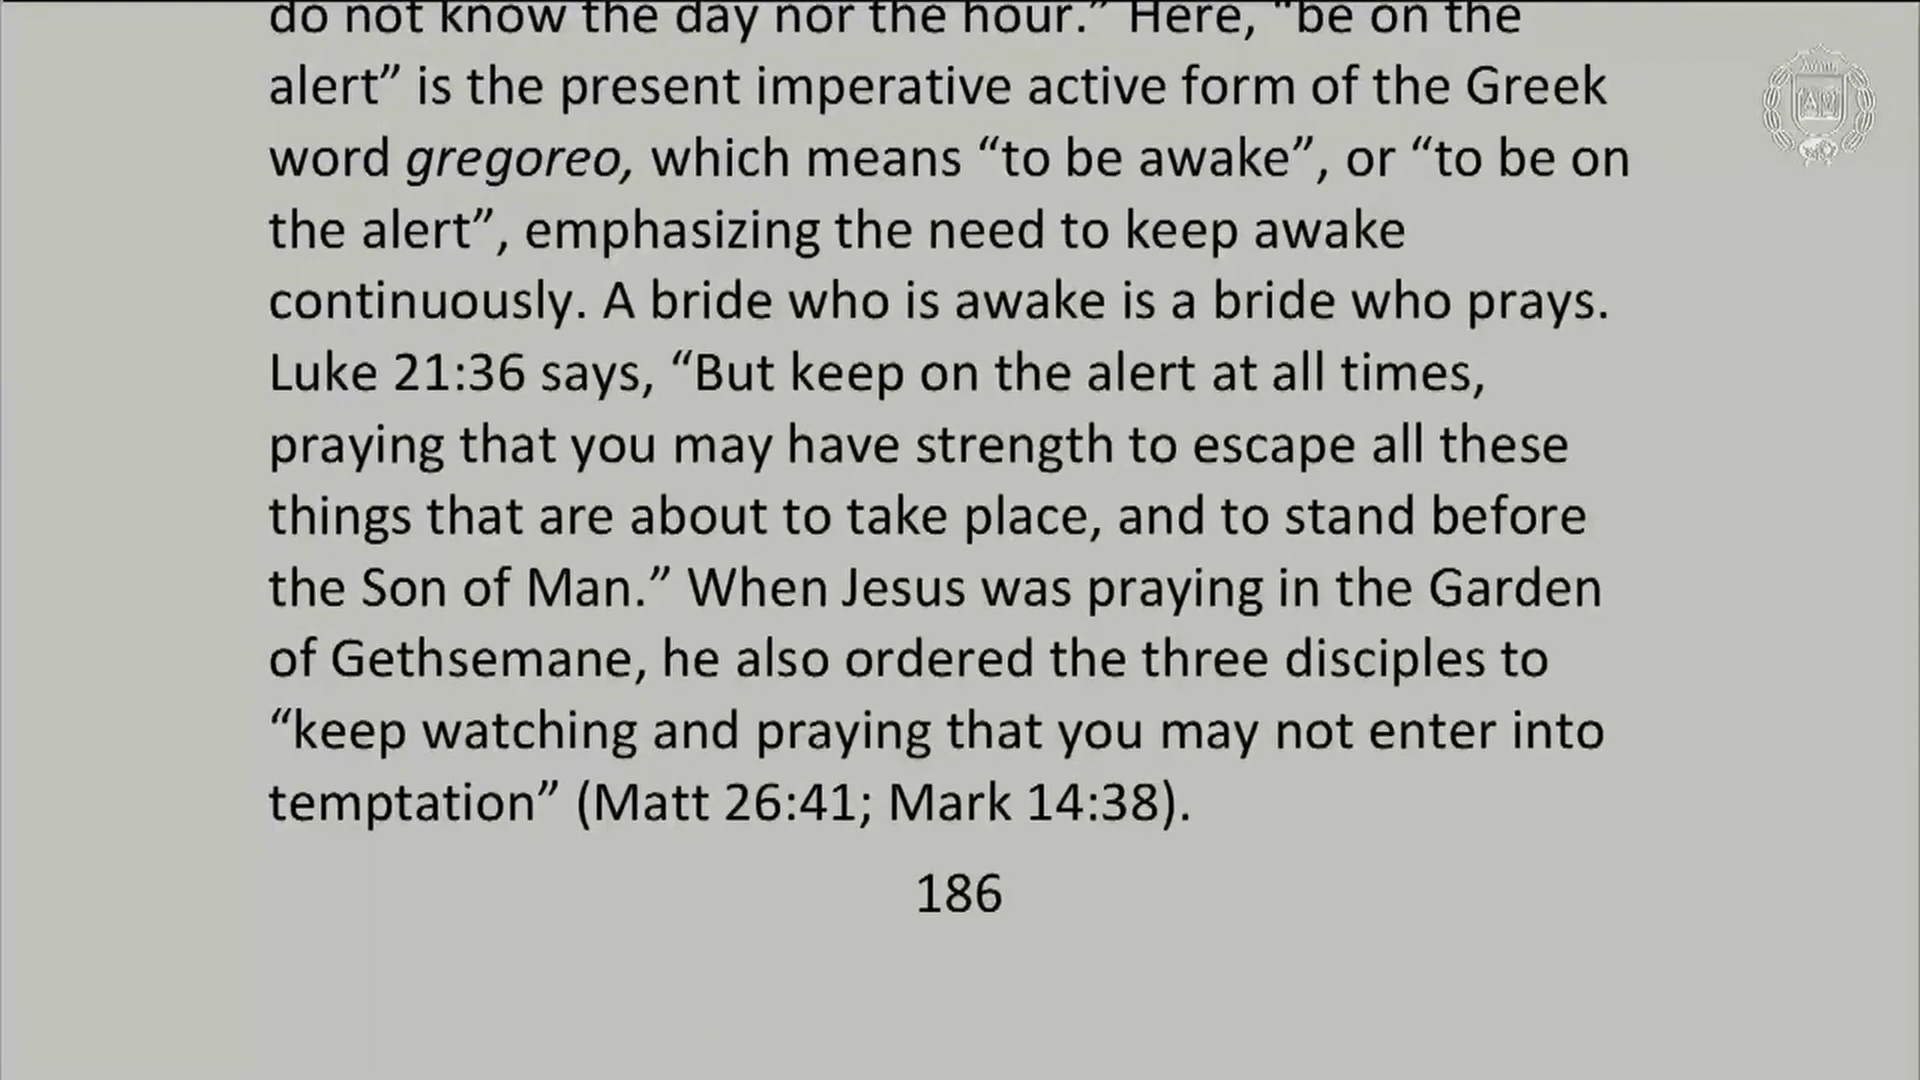 do not know the day nor the hour.” Here, “be on the
alert” is the present imperative active form of the Greek
word gregoreo, which means “to be awake”, or “to be on
the alert”, emphasizing the need to keep awake
continuously. A bride who is awake is a bride who prays.
Luke 21:36 says, “But keep on the alert at all times,
praying that you may have strength to escape all these
things that are about to take place, and to stand before
the Son of Man.” When Jesus was praying in the Garden
of Gethsemane, he also ordered the three disciples to
“keep watching and praying that you may not enter into
temptation” (Matt 26:41; Mark 14:38).
186